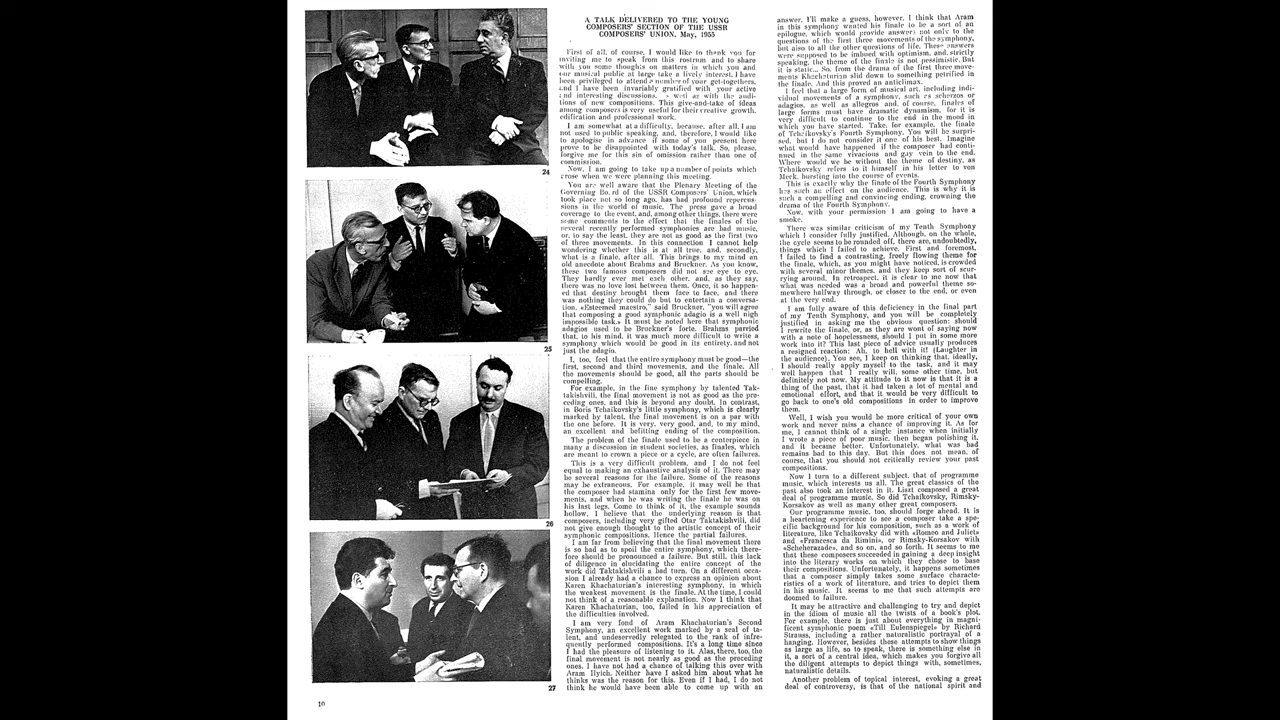 24
25
26
27
10
A TALK DELIVERED TO THE YOUNG
COMPOSERS' SECTION OF THE USSR
COMPOSERS' UNION. May, 1955
First of all, of course, I would like to thank you for
inviting me to speak from this rostrum and to share
with you some thoughts on matters in which you and
our musical public at large take a lively interest. I have
been privileged to attend a number of your get-togethers,
and I have been invariably gratified with your active
and interesting discussions, as well as with the audi-
tions of new compositions. This give-and-take of ideas
among composers is very useful for their creative growth,
edification and professional work.
I am somewhat at a difficulty, because, after all, I am
not used to public speaking, and, therefore, I would like
to apologise in advance if some of you present here
prove to be disappointed with today's talk. So, please,
forgive me for this sin of omission rather than one of
commission.
Now, I am going to take up a number of points which
arose when we were planning this meeting.
You are well aware that the Plenary Meeting of the
Governing Board of the USSR Composers' Union, which
took place not so long ago, has had profound repercus-
sions in the world of music. The press gave a broad
coverage to the event, and, among other things, there were
some comments to the effect that the finales of the
several recently performed symphonies are bad music,
or, to say the least, they are not as good as the first two
of three movements. In this connection I cannot help
wondering whether this is at all true, and, secondly,
what is a finale, after all. This brings to my mind an
old anecdote about Brahms and Bruckner. As you know,
these two famous composers did not see eye to eye.
They hardly ever met each other, and, as they say,
there was no love lost between them. Once, it so happen-
ed that destiny brought them face to face, and there
was nothing they could do but to entertain a conversa-
tion. «Esteemed maestro,» said Bruckner, "you will agree
that composing a good symphonic adagio is a well nigh
impossible task.» It must be noted here that symphonic
adagios used to be Bruckner's forte. Brahms parried
that, to his mind, it was much more difficult to write a
symphony which would be good in its entirety, and not
just the adagio.
I, too, feel that the entire symphony must be good—the
first, second and third movements, and the finale. All
the movements should be good, all the parts should be
compelling.
For example, in the fine symphony by talented Tak-
takishvili, the final movement is not as good as the pre-
ceding ones, and this is beyond any doubt. In contrast,
in Boris Tchaikovsky's little symphony, which is clearly
marked by talent, the final movement is on a par with
the one before. It is very, very good, and, to my mind,
an excellent and befitting ending of the composition.
The problem of the finale used to be a centerpiece in
many a discussion in student societies, as finales, which
are meant to crown a piece or a cycle, are often failures.
This is a very difficult problem, and I do not feel
equal to making an exhaustive analysis of it. There may
be several reasons for the failure. Some of the reasons
may be extraneous. For example, it may well be that
the composer had stamina only for the first few move-
ments, and when he was writing the finale he was on
his last legs. Come to think of it, the example sounds
hollow. I believe that the underlying reason is that
composers, including very gifted Otar Taktakishvili, did
not give enough thought to the artistic concept of their
symphonic compositions. Hence the partial failures.
I am far from believing that the final movement there
is so bad as to spoil the entire symphony, which there-
fore should be pronounced a failure. But still, this lack
of diligence in elucidating the entire concept of the
work did Taktakishvili a bad turn. On a different occa-
sion I already had a chance to express an opinion about
Karen Khachaturian's interesting symphony, in which
the weakest movement is the finale. At the time, I could
not think of a reasonable explanation. Now I think that
Karen Khachaturian, too, failed in his appreciation of
the difficulties involved.
I am very fond of Aram Khachaturian's Second
Symphony, an excellent work marked by a seal of ta-
lent, and undeservedly relegated to the rank of infre-
quently performed compositions. It's a long time since
I had the pleasure of listening to it. Alas, there, too, the
final movement is not nearly as good as the preceding
ones. I have not had a chance of talking this over with
Aram Ilyich. Neither have I asked him about what he
thinks was the reason for this. Even if I had, I do not
think he would have been able to come up with an
answer. I'll make a guess, however. I think that Aram
in this symphony wanted his finale to be a sort of an
epilogue, which would provide answers not only to the
questions of the first three movements of the symphony,
but also to all the other questions of life. These answers
were supposed to be imbued with optimism, and, strictly
speaking, the theme of the finale is not pessimistic. But
it is static... So, from the drama of the first three move-
ments Khachaturian slid down to something petrified in
the finale. And this proved an anticlimax.
I feel that a large form of musical art, including indi-
vidual movements of a symphony, such as scherzos or
adagios, as well as allegros and, of course, finales of
large forms must have dramatic dynamism, for it is
very difficult to continue to the end in the mood in
which you have started. Take, for example, the finale
of Tchaikovsky's Fourth Symphony. You will be surpri-
sed, but I do not consider it one of his best. Imagine
what would have happened if the composer had conti-
nued in the same vivacious and gay vein to the end.
Where would we be without the theme of destiny, as
Tchaikovsky refers to it himself in his letter to von
Meck, bursting into the course of events.
This is exactly why the finale of the Fourth Symphony
has such an effect on the audience. This is why it is
such a compelling and convincing ending, crowning the
drama of the Fourth Symphony.
Now, with your permission I am going to have a
smoke.
There was similar criticism of my Tenth Symphony
which I consider fully justified. Although, on the whole,
the cycle seems to be rounded off, there are, undoubtedly,
things which I failed to achieve. First and foremost,
I failed to find a contrasting, freely flowing theme for
the finale, which, as you might have noticed, is crowded
with several minor themes, and they keep sort of scur-
rying around. In retrospect, it is clear to me now that
what was needed was a broad and powerful theme so-
mewhere halfway through, or closer to the end, or even
at the very end.
I am fully aware of this deficiency in the final part
of my Tenth Symphony, and you will be completely
justified in asking me the obvious question: should
I rewrite the finale, or, as they are wont of saying now
with a note of hopelessness, should I put in some more
work into it? This last piece of advice usually produces
a resigned reaction: Ah, to hell with it! (Laughter in
the audience). You see, I keep on thinking that, ideally,
I should really apply myself to the task, and it may
well happen that I really will, some other time, but
definitely not now. My attitude to it now is that it is a
thing of the past, that it had taken a lot of mental and
emotional effort, and that it would be very difficult to
go back to one's old compositions in order to improve
them.
Well, I wish you would be more critical of your own
work and never miss a chance of improving it. As for
me, I cannot think of a single instance when initially
I wrote a piece of poor music, then began polishing it,
and it became better. Unfortunately, what was bad
remains bad to this day. But this does not mean, of
course, that you should not critically review your past
compositions.
Now I turn to a different subject, that of programme
music, which interests us all. The great classics of the
past also took an interest in it. Liszt composed a great
deal of programme music. So did Tchaikovsky, Rimsky-
Korsakov as well as many other great composers.
Our programme music, too, should forge ahead. It is
a heartening experience to see a composer take a spe-
cific background for his composition, such as a work of
literature, like Tchaikovsky did with «Romeo and Juliet»
and «Francesca da Rimini», or Rimsky-Korsakov with
«Scheherazade», and so on, and so forth. It seems to me
that these composers succeeded in gaining a deep insight
into the literary works on which they chose to base
their compositions. Unfortunately, it happens sometimes
that a composer simply takes some surface characte-
ristics of a work of literature, and tries to depict them
in his music. It seems to me that such attempts are
doomed to failure.
It may be attractive and challenging to try and depict
in the idiom of music all the twists of a book's plot.
For example, there is just about everything in magni-
ficent symphonic poem «Till Eulenspiegel» by Richard
Strauss, including a rather naturalistic portrayal of a
hanging. However, besides these attempts to show things
as large as life, so to speak, there is something else in
it, a sort of a central idea, which makes you forgive all
the diligent attempts to depict things with, sometimes,
naturalistic details.
Another problem of topical interest, evoking a great
deal of controversy, is that of the national spirit and